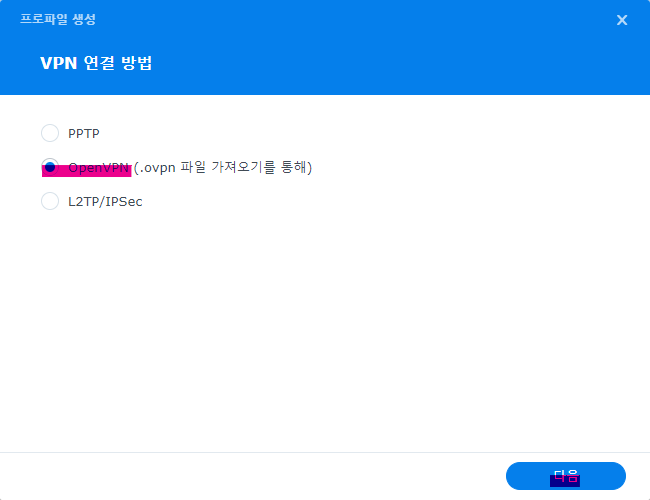 프로파일 생성
VPN 연결 방법
PPTP
OpenVPN (.ovpn 파일 가져오기를 통해)
L2TP/IPSec
다음